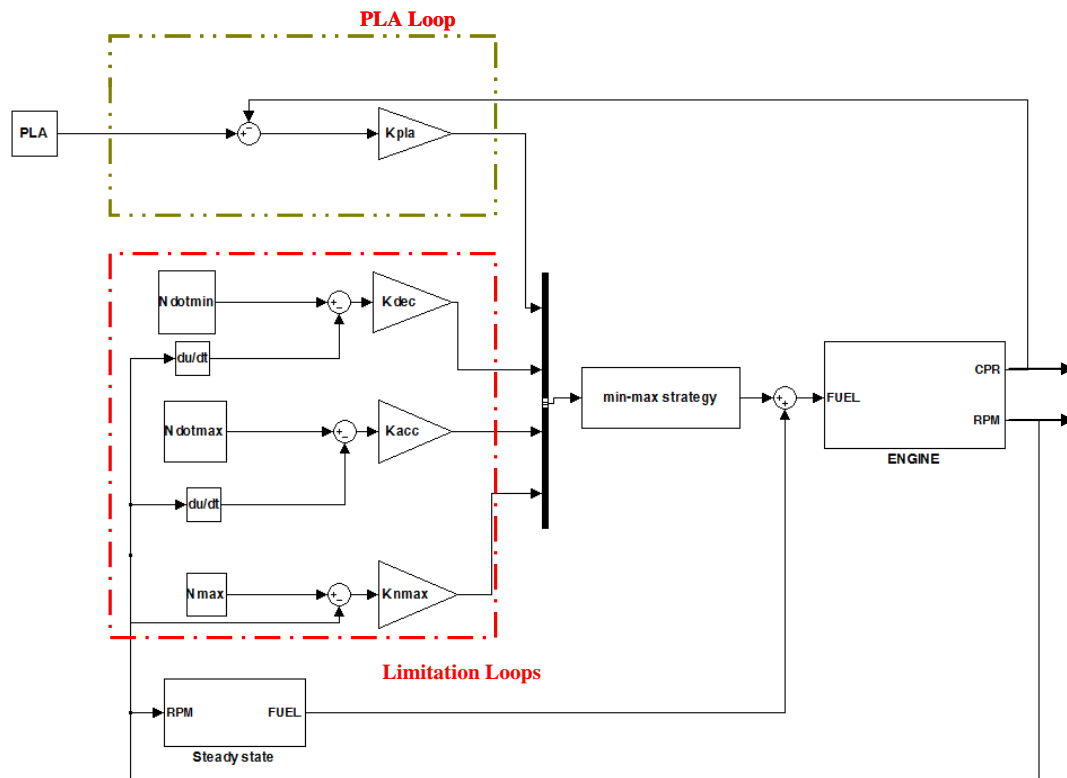 PLA Loop
PLA
+
−
Kpla
Ndotmin
+
−
Kdec
du/dt
Ndotmax
+
−
Kacc
du/dt
Nmax
+
−
Knmax
min-max strategy
+
+
FUEL
CPR
RPM
ENGINE
Limitation Loops
RPM
FUEL
Steady state